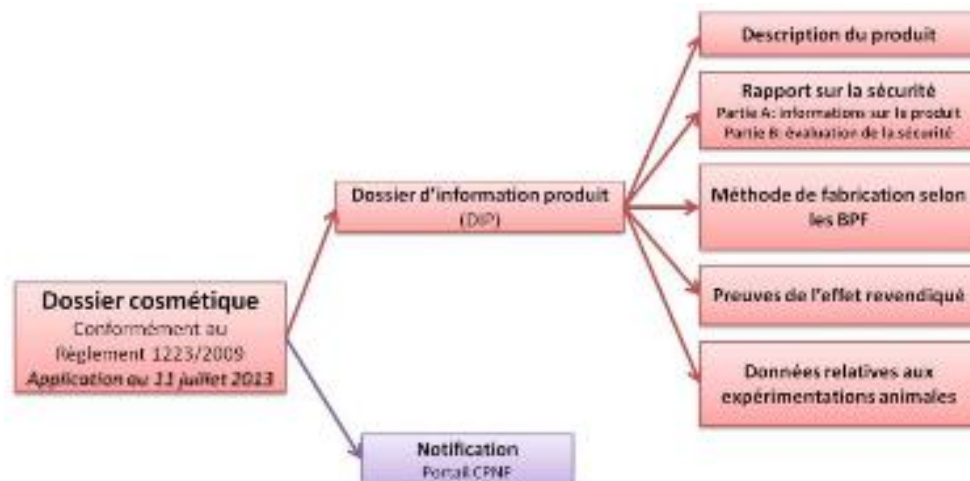 Description du produit
Rapport sur la sécurité
Partie A: informations sur le produit
Partie B: évaluation de la sécurité
Dossier d'information produit
(DIP)
Méthode de fabrication selon
les BPF
Preuves de l'effet revendiqué
Dossier cosmétique
Conformément au
Règlement 1223/2009
Application au 11 juillet 2013
Données relatives aux
expérimentations animales
Notification
Portail CPNP